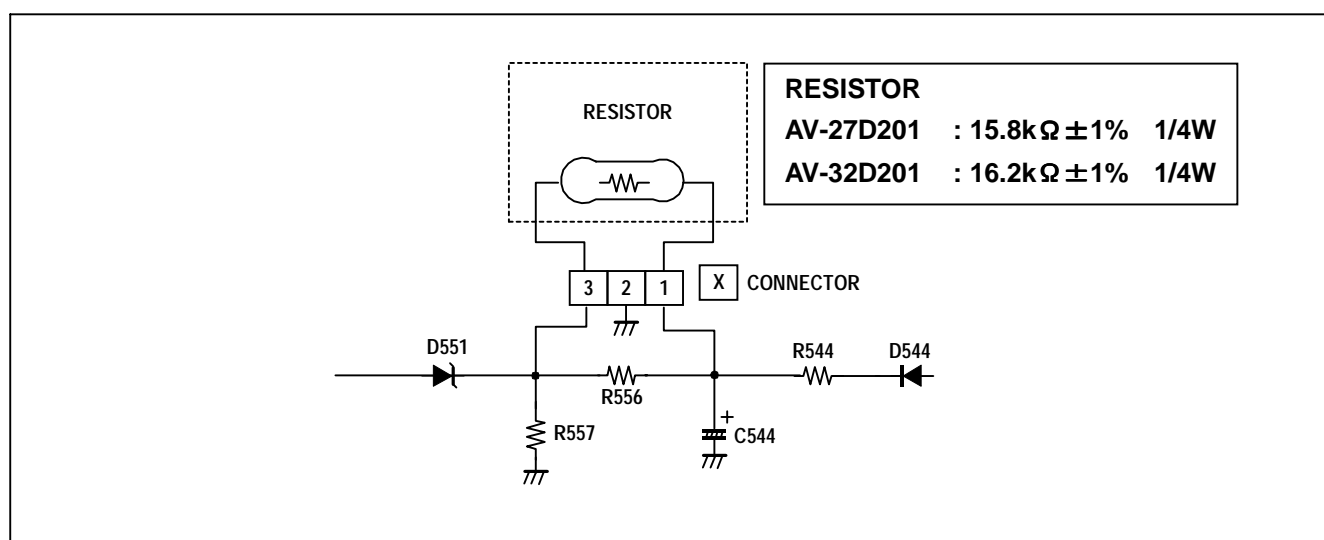 RESISTOR
RESISTOR
AV-27D201 : 15.8kΩ±1% 1/4W
AV-32D201 : 16.2kΩ±1% 1/4W
3 2 1
X CONNECTOR
D551
R544
D544
R556
R557
+
C544